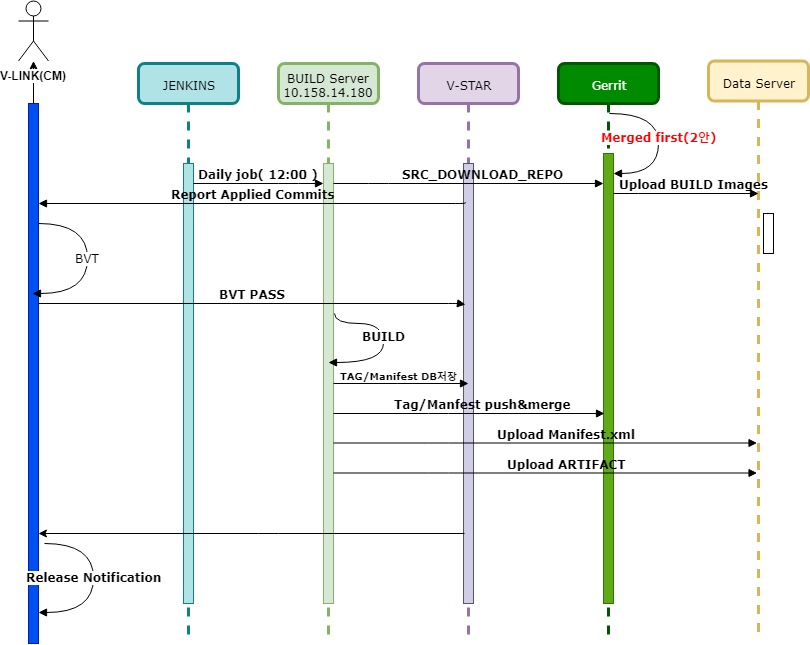 V-LINK(CM)
JENKINS
BUILD Server
10.158.14.180
V-STAR
Gerrit
Data Server
Merged first(2안)
Daily job( 12:00 )
SRC_DOWNLOAD_REPO
Upload BUILD Images
Report Applied Commits
BVT
BVT PASS
BUILD
TAG/Manifest DB저장
Tag/Manfest push&merge
Upload Manifest.xml
Upload ARTIFACT
Release Notification